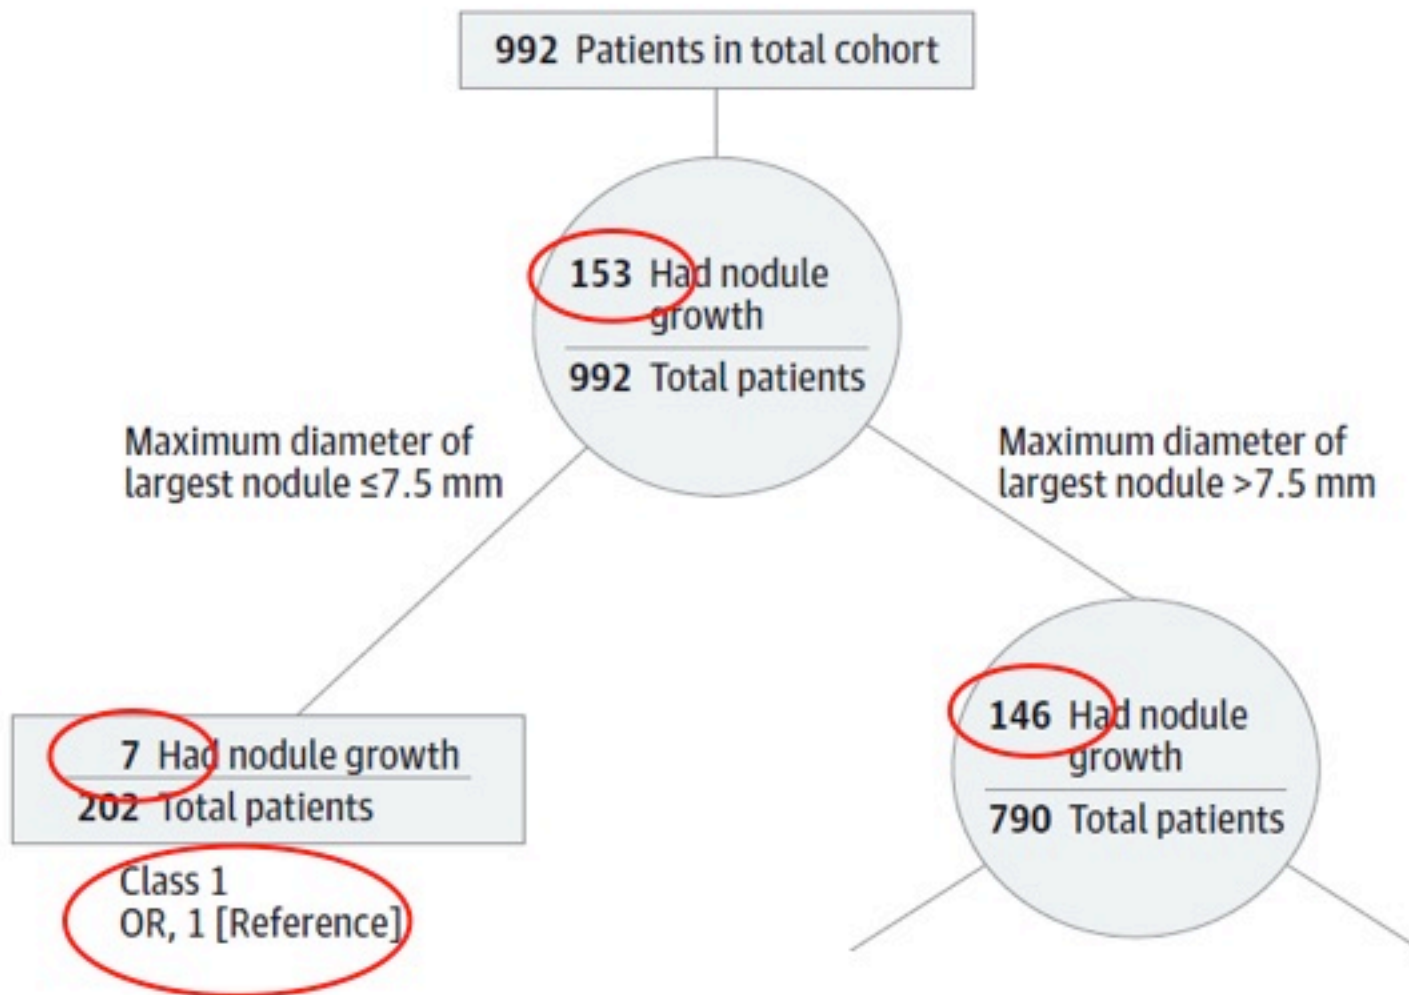 992 Patients in total cohort
153 Had nodule
growth
992 Total patients
Maximum diameter of
largest nodule ≤7.5 mm
Maximum diameter of
largest nodule >7.5 mm
7 Had nodule growth
202 Total patients
Class 1
OR, 1 [Reference]
146 Had nodule
growth
790 Total patients